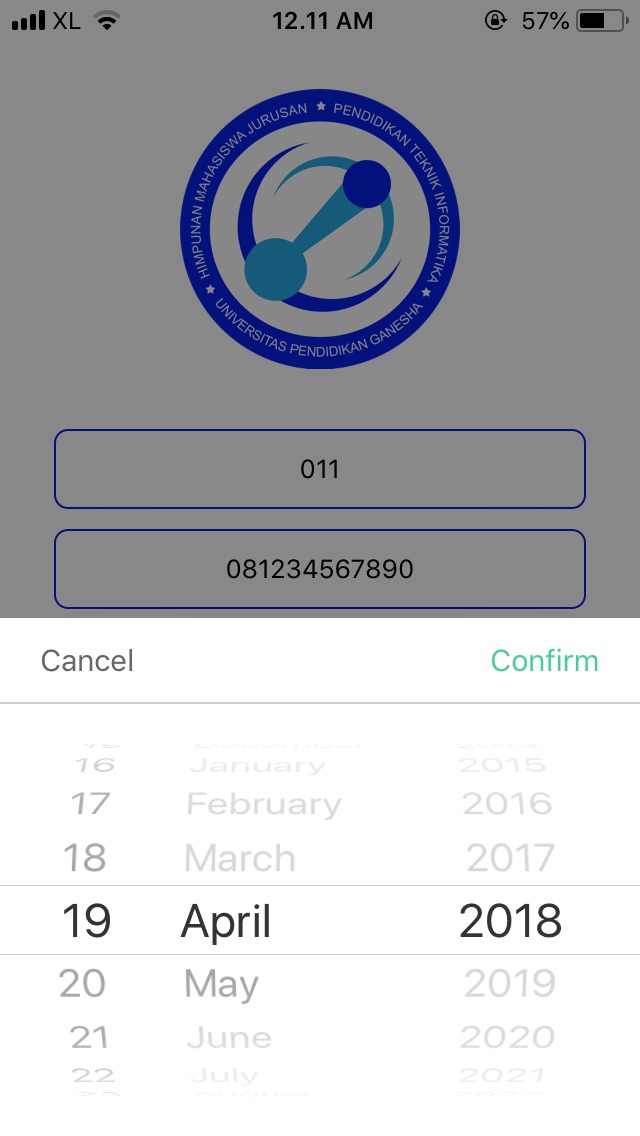 XL 12.11 AM 57%
HIMPUNAN MAHASISWA JURUSAN ★ PENDIDIKAN TEKNIK INFORMATIKA
★ UNIVERSITAS PENDIDIKAN GANESHA ★
011
081234567890
Cancel Confirm
16 January 2015
17 February 2016
18 March 2017
19 April 2018
20 May 2019
21 June 2020
22 July 2021